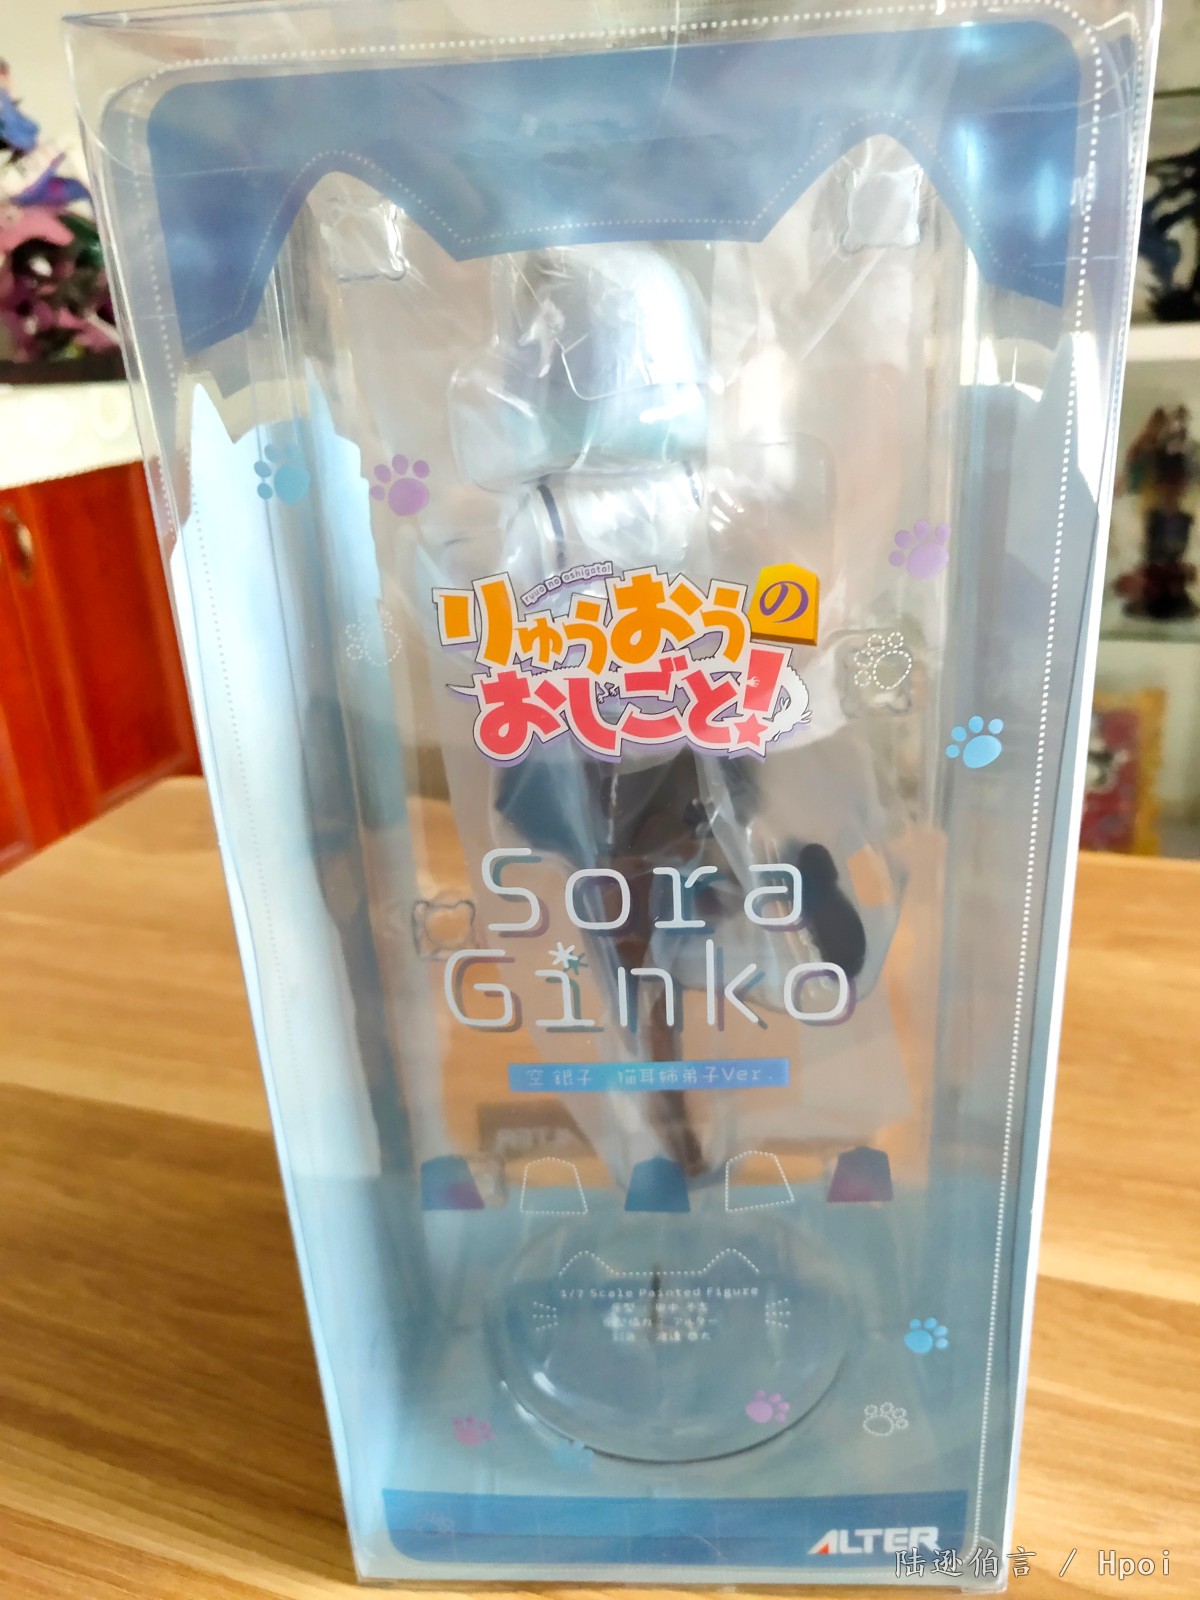 ryuo no oshigoto!
りゅうおうの
おしごと!
Sora
Ginko
空 銀子 猫耳姉弟子Ver.
1/7 Scale Painted Figure
ALTER
陆逊伯言 / Hpoi